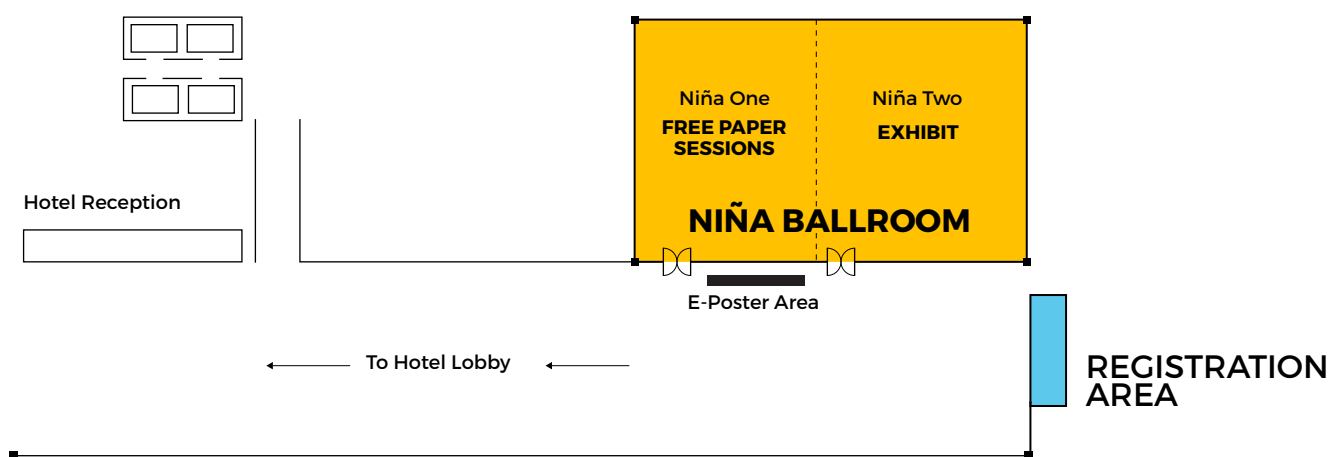 Niña One
FREE PAPER
SESSIONS
Niña Two
EXHIBIT
NIÑA BALLROOM
Hotel Reception
E-Poster Area
To Hotel Lobby
REGISTRATION
AREA